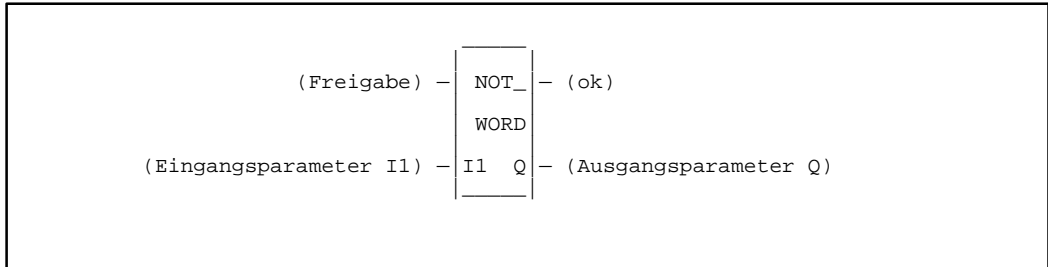 (Freigabe) NOT_ (ok)
WORD
(Eingangsparameter I1) I1 Q (Ausgangsparameter Q)